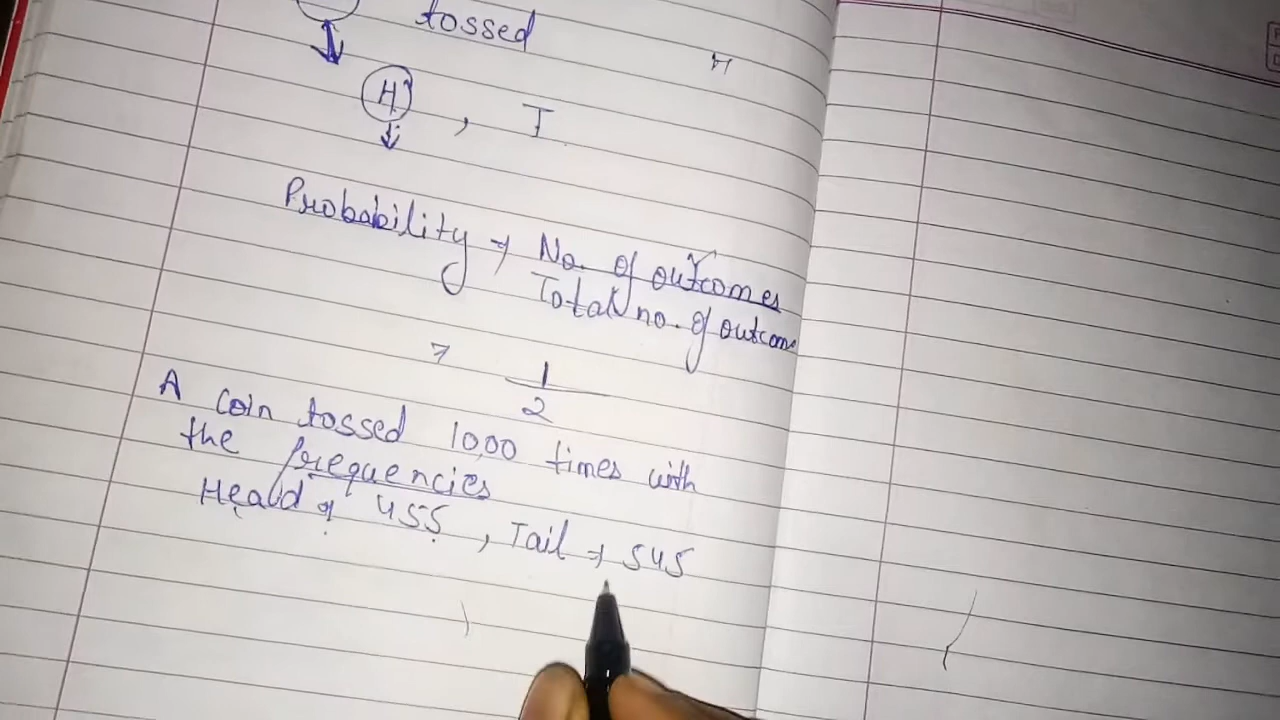 tossed
H
H , T
Probability ⇒ No. of outcomes
Total no. of outcome
⇒ 1
2
A coin tossed 1000 times with
the frequencies
Head ⇒ 455 , Tail ⇒ 545